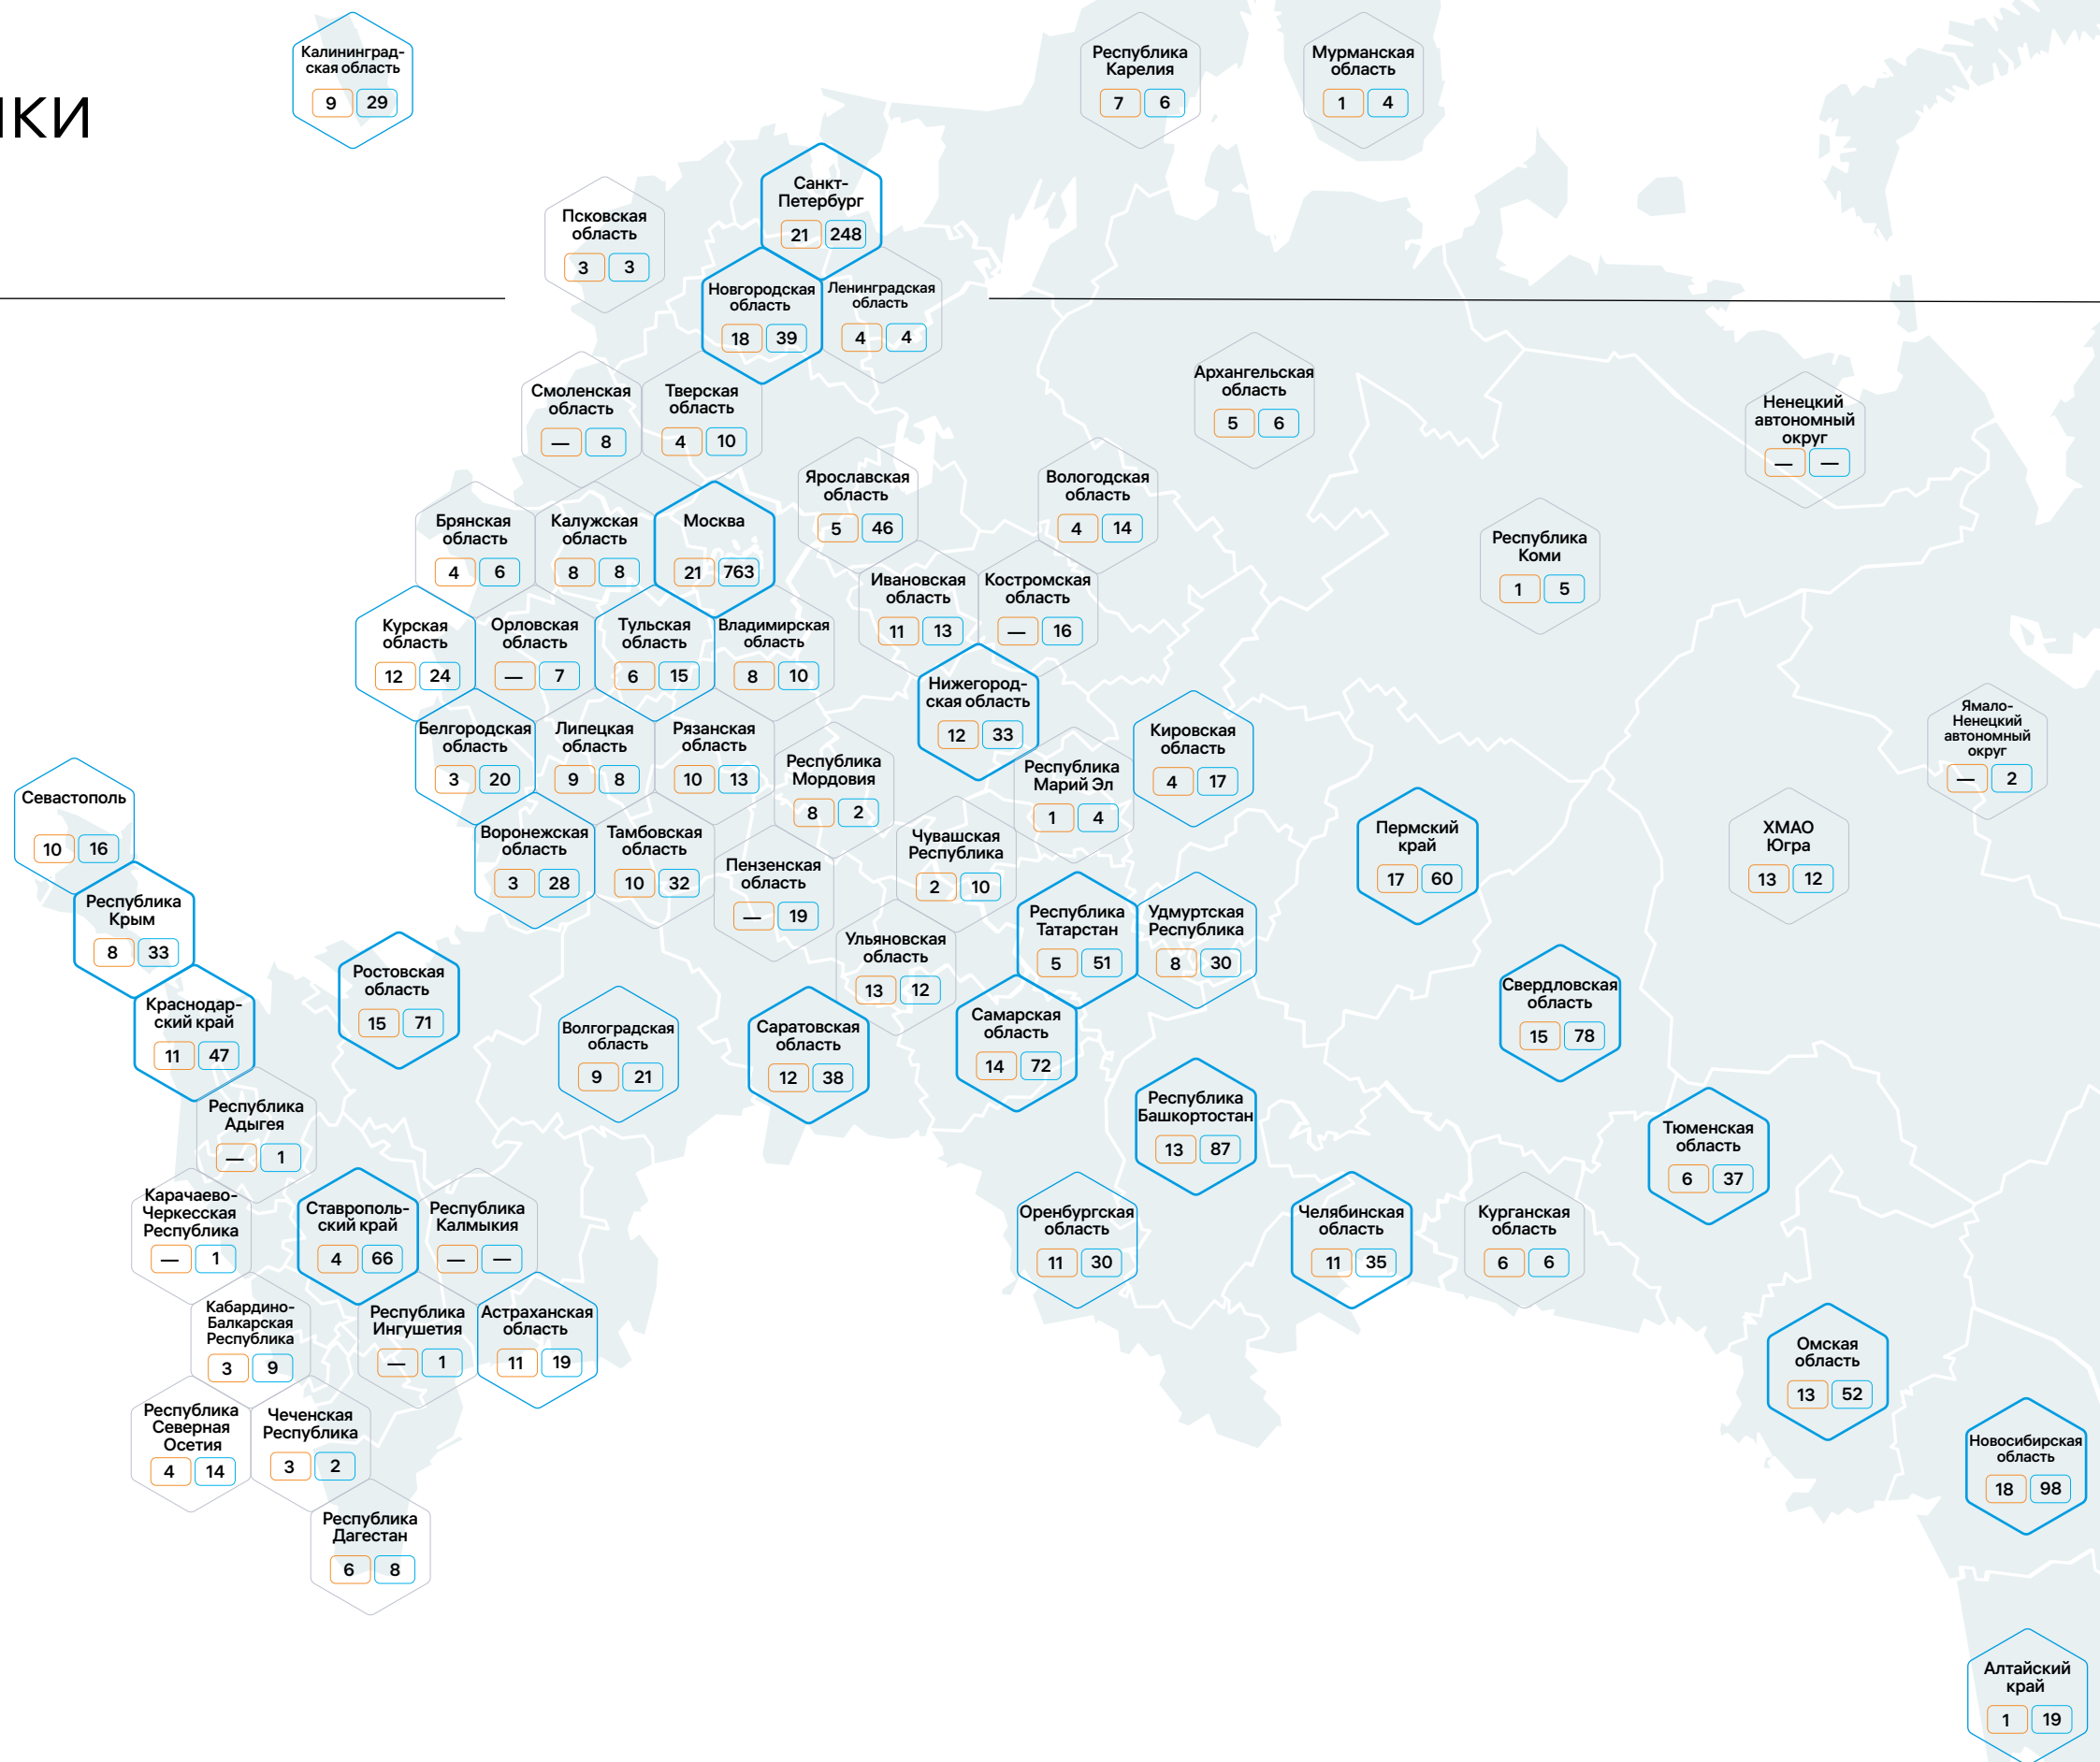 ики
Калининград-
ская область
9 29
Республика
Карелия
7 6
Мурманская
область
1 4
Санкт-
Петербург
21 248
Псковская
область
3 3
Новгородская
область
18 39
Ленинградская
область
4 4
Архангельская
область
5 6
Ненецкий
автономный
округ
— —
Смоленская
область
— 8
Тверская
область
4 10
Ярославская
область
5 46
Вологодская
область
4 14
Брянская
область
4 6
Калужская
область
8 8
Москва
21 763
Республика
Коми
1 5
Ивановская
область
11 13
Костромская
область
— 16
Курская
область
12 24
Орловская
область
— 7
Тульская
область
6 15
Владимирская
область
8 10
Нижегород-
ская область
12 33
Белгородская
область
3 20
Липецкая
область
9 8
Рязанская
область
10 13
Республика
Мордовия
8 2
Республика
Марий Эл
1 4
Кировская
область
4 17
Ямало-
Ненецкий
автономный
округ
— 2
Севастополь
10 16
Воронежская
область
3 28
Тамбовская
область
10 32
Пензенская
область
— 19
Чувашская
Республика
2 10
Пермский
край
17 60
ХМАО
Югра
13 12
Республика
Крым
8 33
Республика
Татарстан
5 51
Удмуртская
Республика
8 30
Ульяновская
область
13 12
Ростовская
область
15 71
Свердловская
область
15 78
Краснодар-
ский край
11 47
Волгоградская
область
9 21
Саратовская
область
12 38
Самарская
область
14 72
Республика
Башкортостан
13 87
Республика
Адыгея
— 1
Тюменская
область
6 37
Карачаево-
Черкесская
Республика
— 1
Ставрополь-
ский край
4 66
Республика
Калмыкия
— —
Оренбургская
область
11 30
Челябинская
область
11 35
Курганская
область
6 6
Кабардино-
Балкарская
Республика
3 9
Республика
Ингушетия
— 1
Астраханская
область
11 19
Омская
область
13 52
Республика
Северная
Осетия
4 14
Чеченская
Республика
3 2
Новосибирская
область
18 98
Республика
Дагестан
6 8
Алтайский
край
1 19